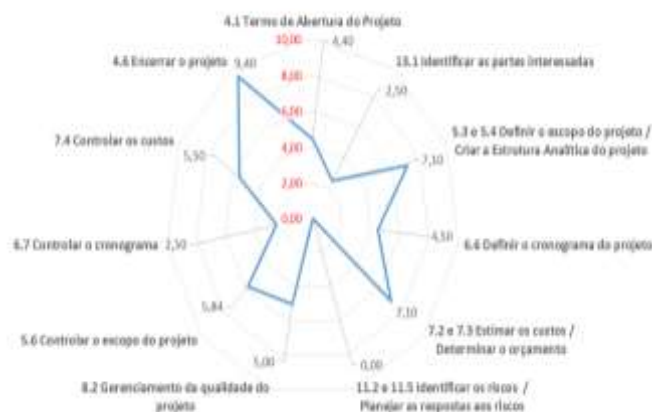 4.1 Termo de Abertura do Projeto
10,00
4,40
4.6 Encerrar o projeto
9,40
8,00
13.1 Identificar as partes interessadas
2,50
6,00
7.4 Controlar os custos
5,50
4,00
7,10
5.3 e 5.4 Definir o escopo do projeto /
Criar a Estrutura Analítica do projeto
2,00
0,00
6.7 Controlar o cronograma
2,50
4,50
6.6 Definir o cronograma do projeto
5,84
7,10
5.6 Controlar o escopo do projeto
7.2 e 7.3 Estimar os custos /
Determinar o orçamento
5,00
0,00
8.2 Gerenciamento da qualidade do
projeto
11.2 e 11.5 Identificar os riscos /
Planejar as respostas aos riscos